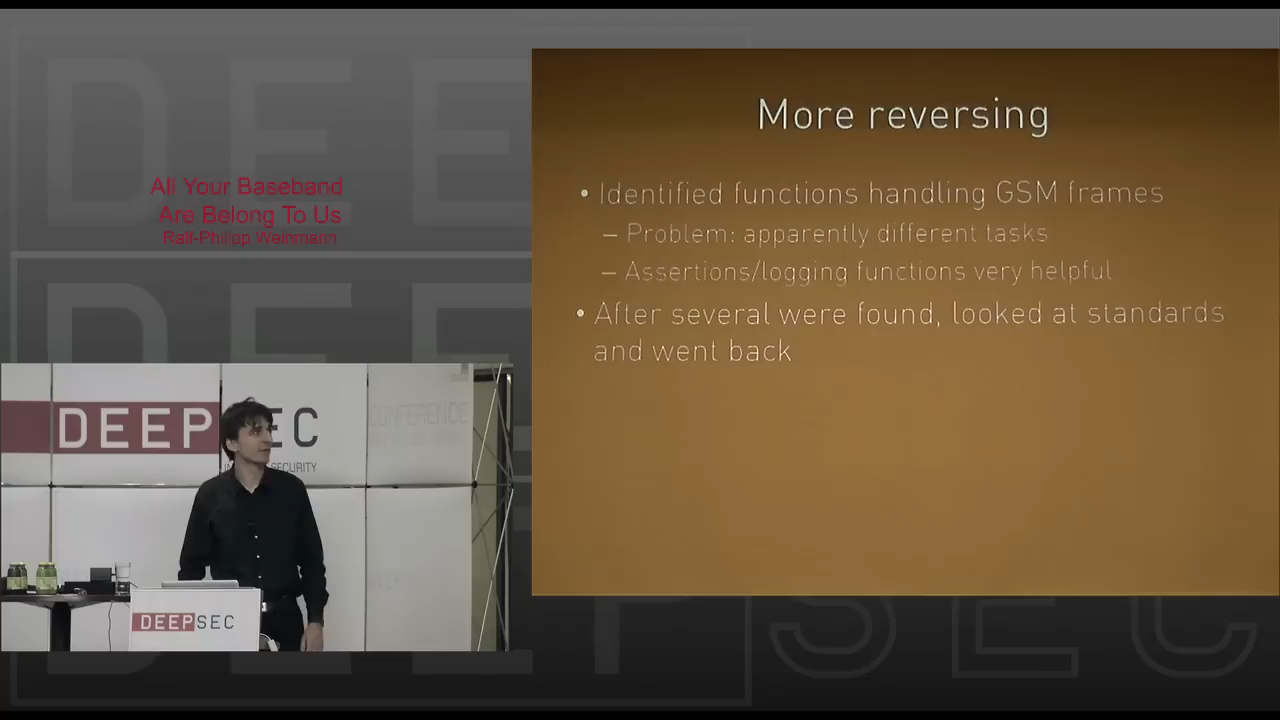 All Your Baseband
Are Belong To Us
Ralf-Philipp Weinmann
More reversing
• Identified functions handling GSM frames
– Problem: apparently different tasks
– Assertions/logging functions very helpful
• After several were found, looked at standards
and went back
DEEPSEC
CONFERENCE
SECURITY
DEEPSEC
DEEPSEC